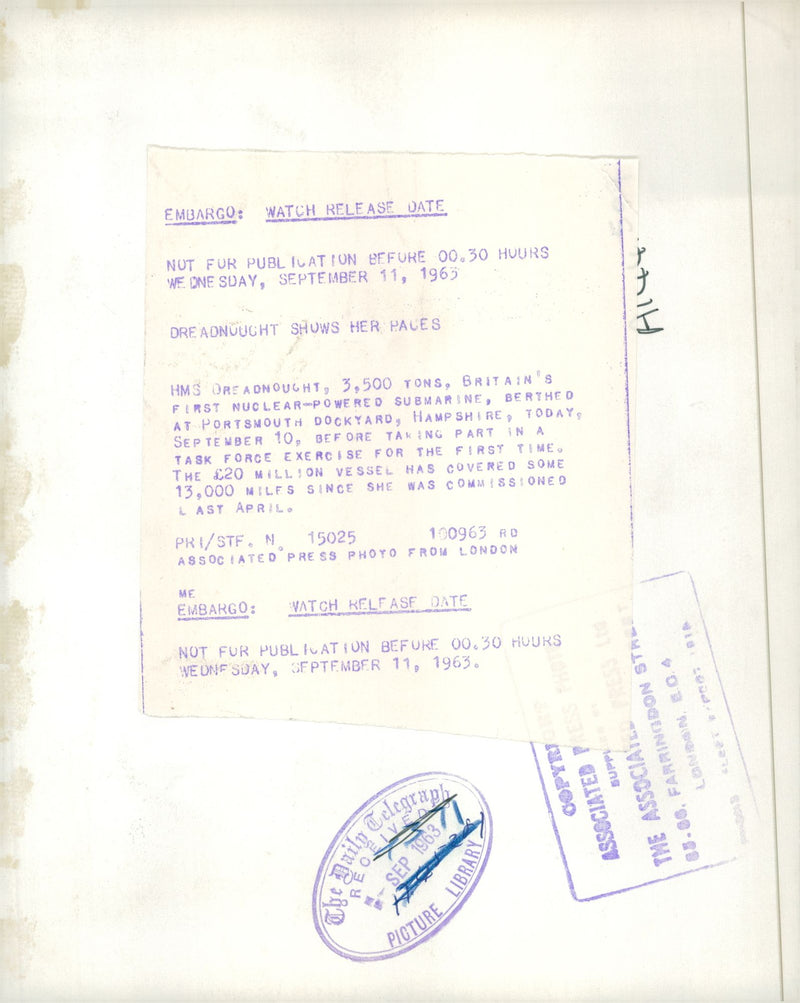 EMBARGO: WATCH RELEASE DATE
NOT FOR PUBLICATION BEFORE 00.30 HOURS
WEDNESDAY, SEPTEMBER 11, 1963
DREADNOUGHT SHOWS HER PACES
HMS DREADNOUGHT, 3,500 TONS, BRITAIN'S
FIRST NUCLEAR-POWERED SUBMARINE, BERTHED
AT PORTSMOUTH DOCKYARD, HAMPSHIRE, TODAY,
SEPTEMBER 10, BEFORE TAKING PART IN A
TASK FORCE EXERCISE FOR THE FIRST TIME.
THE £20 MILLION VESSEL HAS COVERED SOME
13,000 MILES SINCE SHE WAS COMMISSIONED
LAST APRIL.
PRI/STF. N. 15025 100963 RD
ASSOCIATED PRESS PHOTO FROM LONDON
ME
EMBARGO: WATCH RELEASE DATE
NOT FOR PUBLICATION BEFORE 00.30 HOURS
WEDNESDAY, SEPTEMBER 11, 1963.
COPYRIGHT
ASSOCIATED PRESS
THE ASSOCIATED
85-86, FARRINGDON ST
LONDON, E.C.4
The Daily Telegraph
RECEIVED
SEP 1963
PICTURE LIBRARY